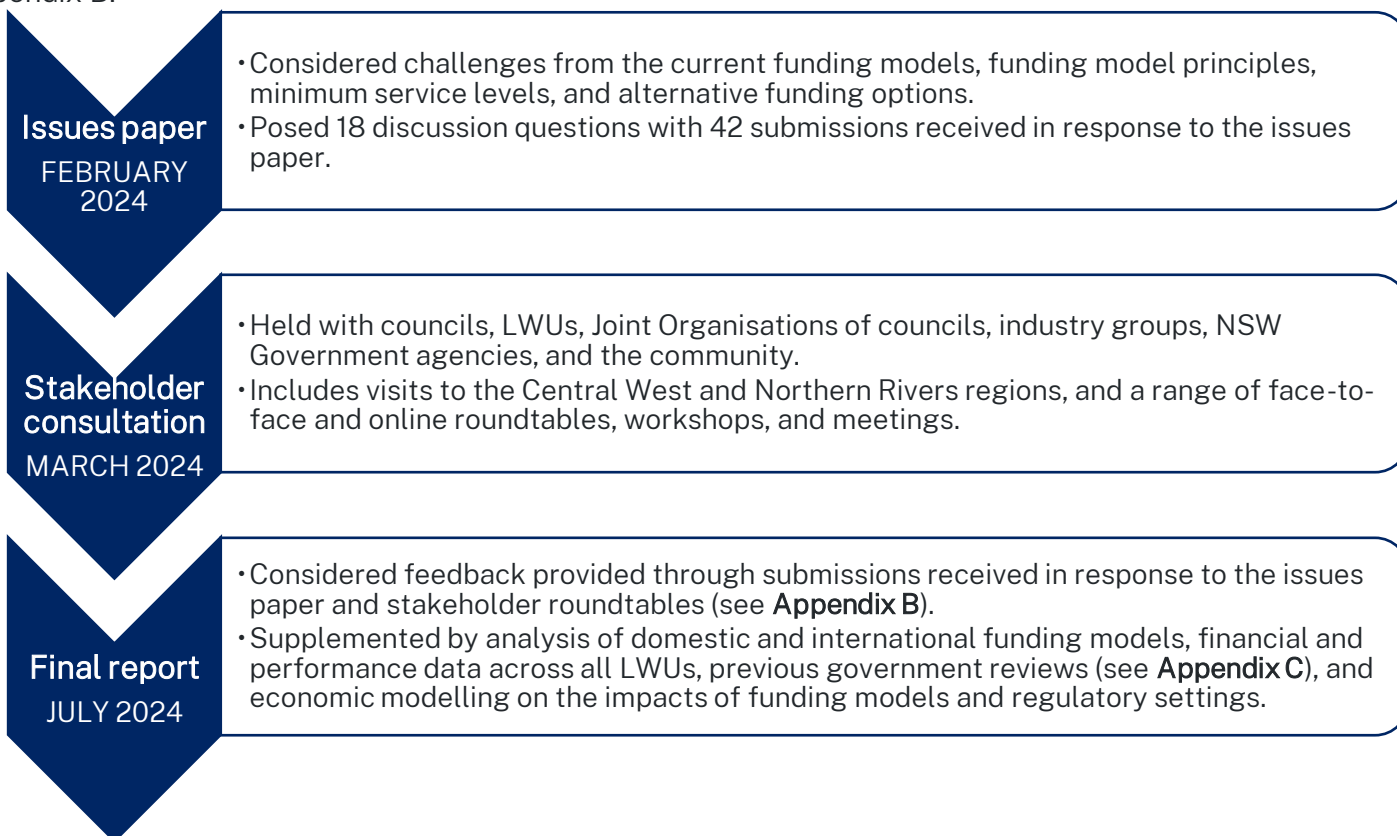 B.
Issues paper
FEBRUARY
2024
•Considered challenges from the current funding models, funding model principles,
minimum service levels, and alternative funding options.
•Posed 18 discussion questions with 42 submissions received in response to the issues
paper.
Stakeholder
consultation
MARCH 2024
•Held with councils, LWUs, Joint Organisations of councils, industry groups, NSW
Government agencies, and the community.
•Includes visits to the Central West and Northern Rivers regions, and a range of face-to-
face and online roundtables, workshops, and meetings.
Final report
JULY 2024
•Considered feedback provided through submissions received in response to the issues
paper and stakeholder roundtables (see Appendix B).
•Supplemented by analysis of domestic and international funding models, financial and
performance data across all LWUs, previous government reviews (see Appendix C), and
economic modelling on the impacts of funding models and regulatory settings.